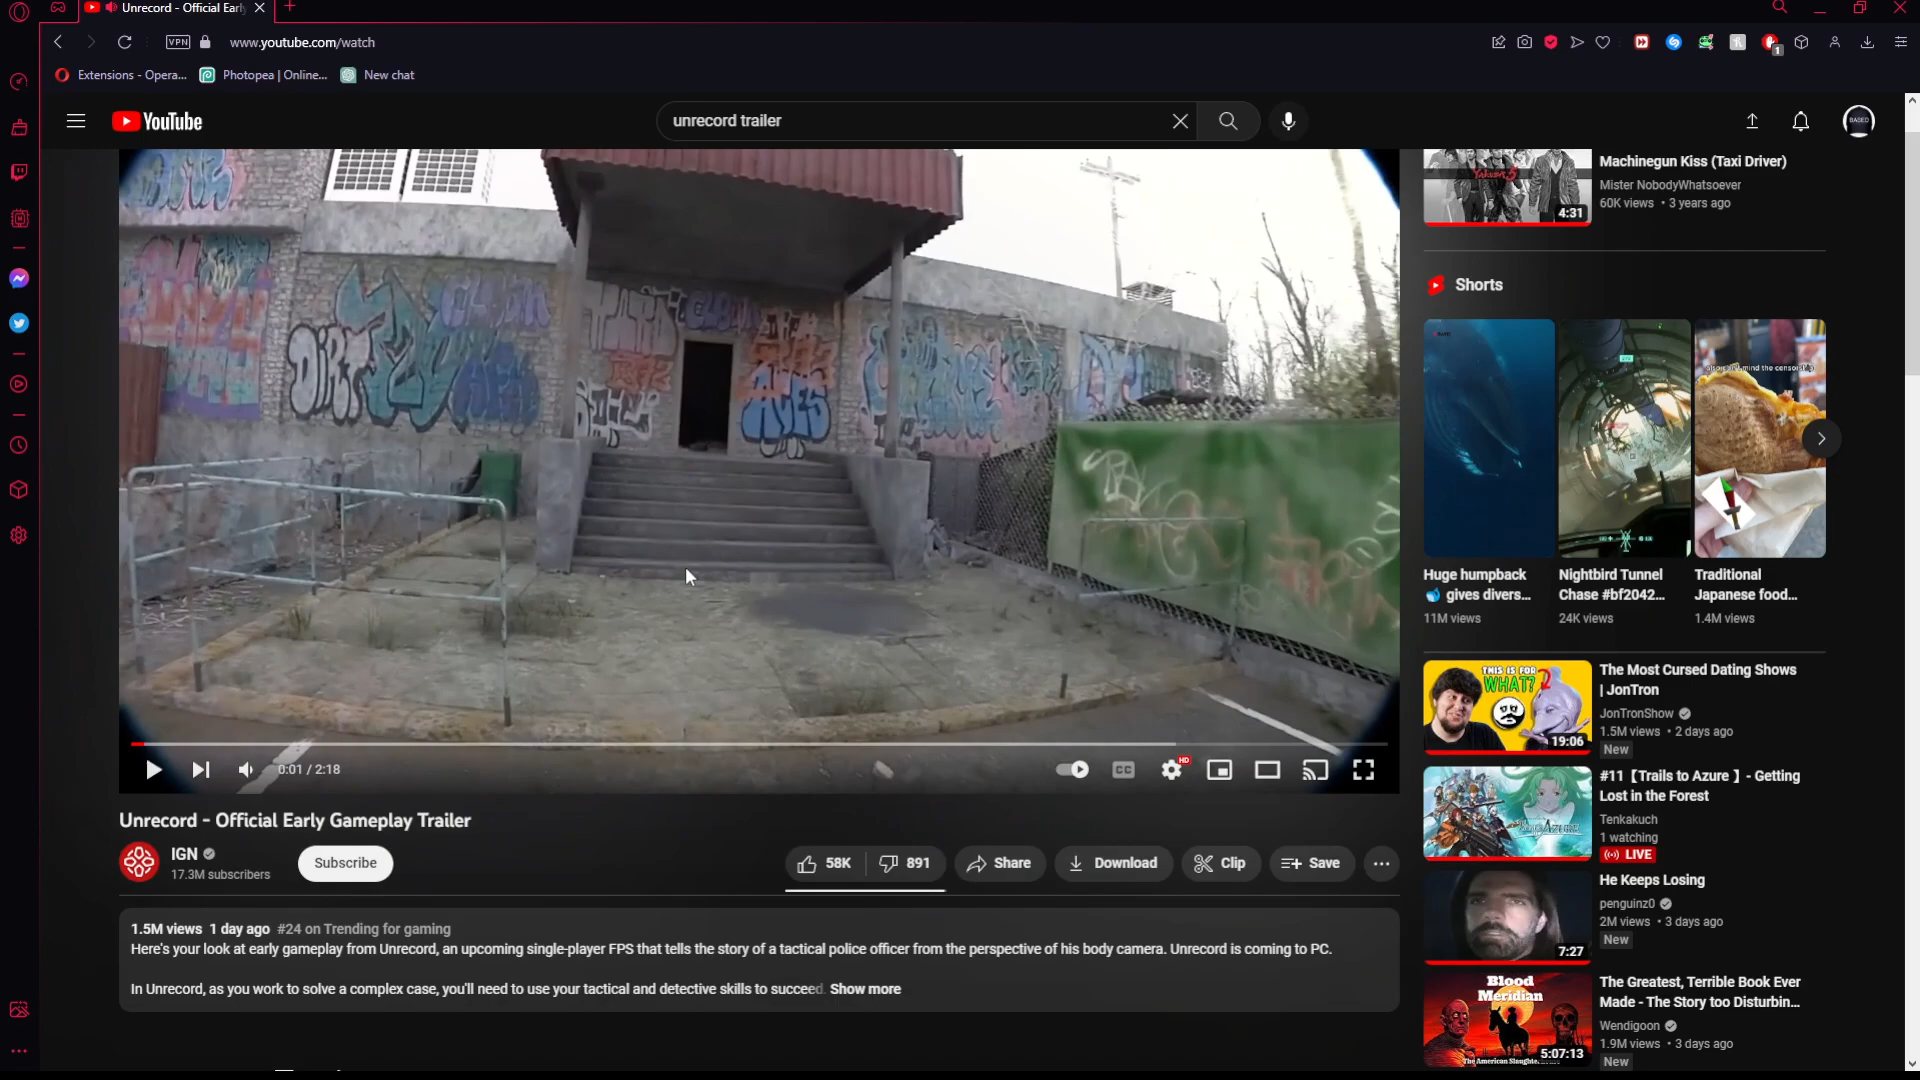 Unrecord - Official Earl
www.youtube.com/watch
VPN
1
Extensions - Opera...
Photopea | Online...
New chat
YouTube
unrecord trailer
BASED
DIRT
ACES
0:01 / 2:18
CC
HD
Unrecord - Official Early Gameplay Trailer
IGN
17.3M subscribers
Subscribe
58K
891
Share
Download
Clip
Save
1.5M views 1 day ago #24 on Trending for gaming
Here's your look at early gameplay from Unrecord, an upcoming single-player FPS that tells the story of a tactical police officer from the perspective of his body camera. Unrecord is coming to PC.
In Unrecord, as you work to solve a complex case, you'll need to use your tactical and detective skills to succeed. Show more
Yakuza 5
4:31
Machinegun Kiss (Taxi Driver)
Mister NobodyWhatsoever
60K views • 3 years ago
Shorts
Huge humpback
gives divers...
11M views
Nightbird Tunnel
Chase #bf2042...
24K views
Traditional
Japanese food...
1.4M views
THIS IS FOR
WHAT?
19:06
The Most Cursed Dating Shows
| JonTron
JonTronShow
1.5M views • 2 days ago
New
#11【Trails to Azure 】- Getting
Lost in the Forest
Tenkakuch
1 watching
LIVE
7:27
He Keeps Losing
penguinz0
2M views • 3 days ago
New
Blood
Meridian
5:07:13
The Greatest, Terrible Book Ever
Made - The Story too Disturbin...
Wendigoon
1.9M views • 3 days ago
New